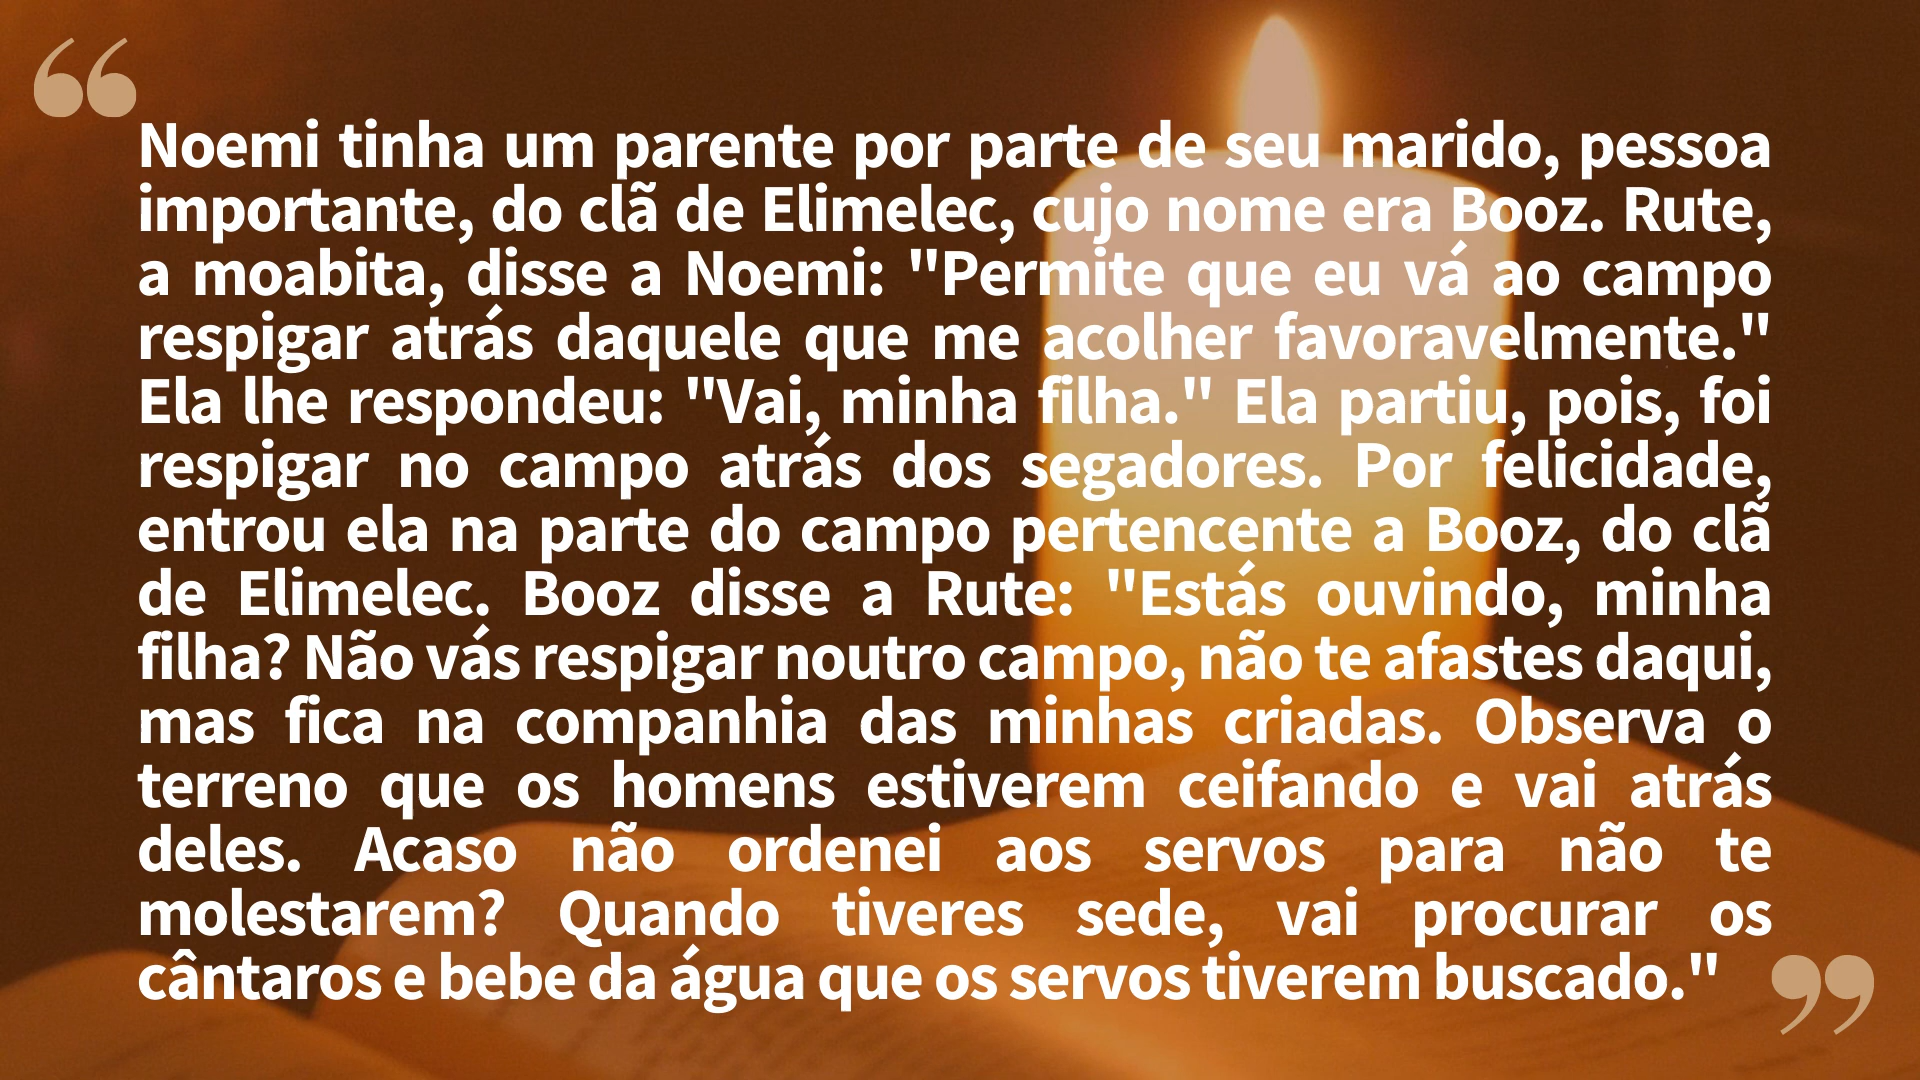 “
Noemi tinha um parente por parte de seu marido, pessoa
importante, do clã de Elimelec, cujo nome era Booz. Rute,
a moabita, disse a Noemi: "Permite que eu vá ao campo
respigar atrás daquele que me acolher favoravelmente."
Ela lhe respondeu: "Vai, minha filha." Ela partiu, pois, foi
respigar no campo atrás dos segadores. Por felicidade,
entrou ela na parte do campo pertencente a Booz, do clã
de Elimelec. Booz disse a Rute: "Estás ouvindo, minha
filha? Não vás respigar noutro campo, não te afastes daqui,
mas fica na companhia das minhas criadas. Observa o
terreno que os homens estiverem ceifando e vai atrás
deles. Acaso não ordenei aos servos para não te
molestarem? Quando tiveres sede, vai procurar os
cântaros e bebe da água que os servos tiverem buscado."
”